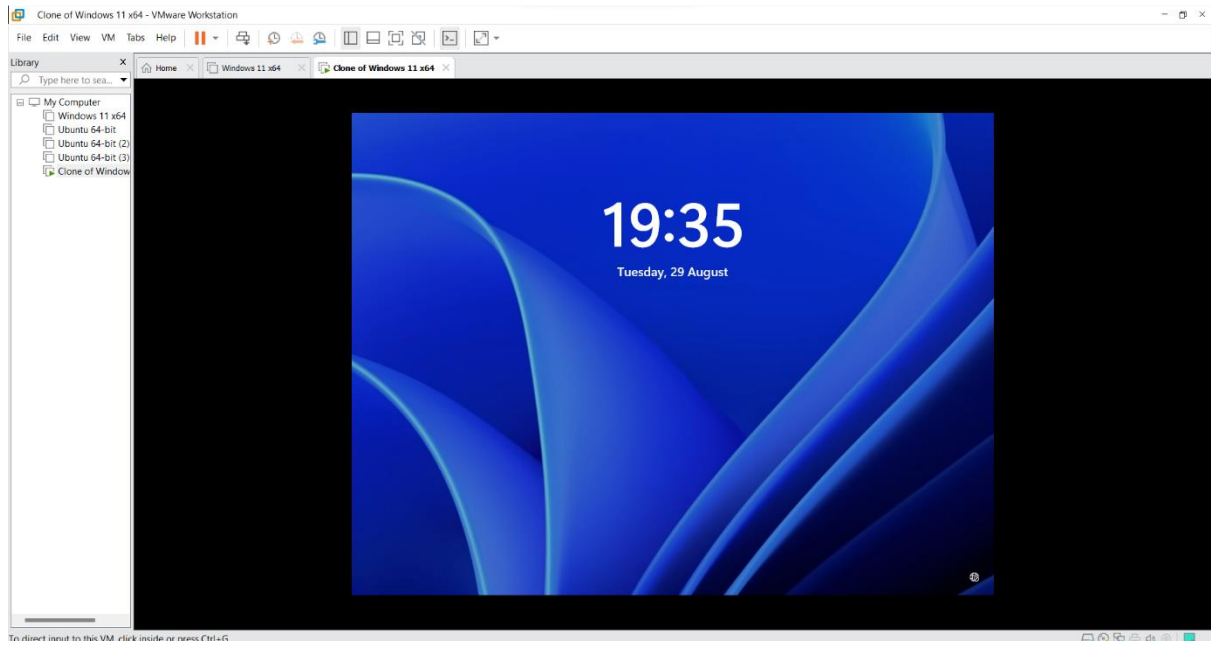 Clone of Windows 11 x64 - VMware Workstation
File Edit View VM Tabs Help
Library X
Home Windows 11 x64 Clone of Windows 11 x64
Type here to sea...
My Computer
Windows 11 x64
Ubuntu 64-bit
Ubuntu 64-bit (2)
Ubuntu 64-bit (3)
Clone of Window
19:35
Tuesday, 29 August
To direct input to this VM, click inside or press Ctrl+G.